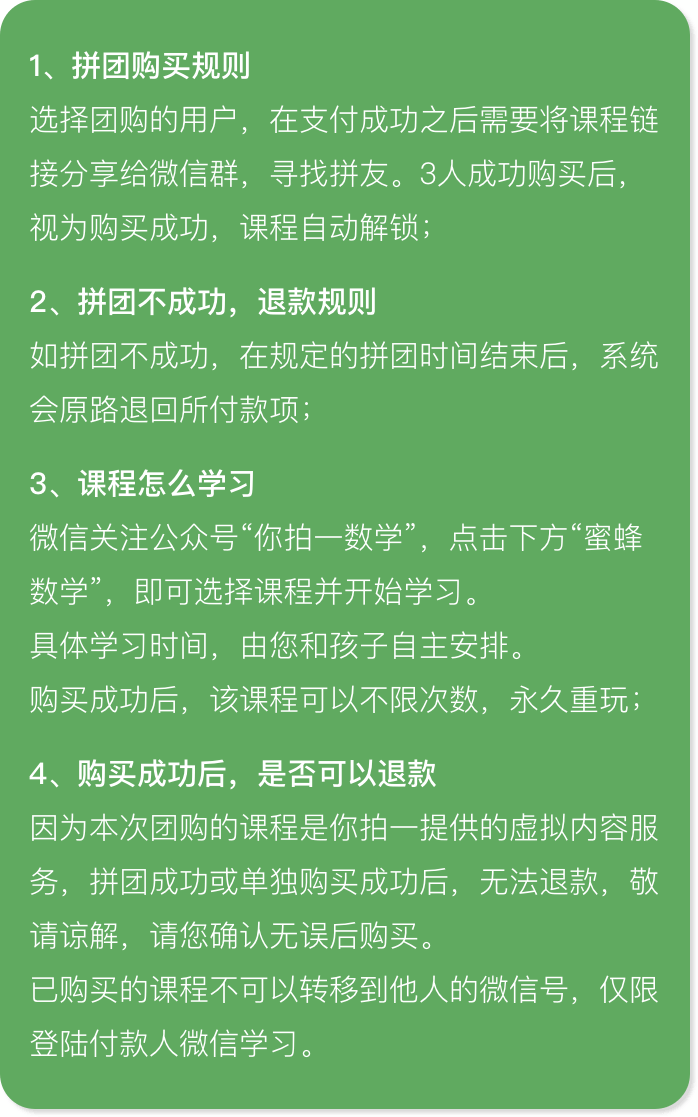 1、拼团购买规则
选择团购的用户，在支付成功之后需要将课程链
接分享给微信群，寻找拼友。3人成功购买后，
视为购买成功，课程自动解锁；
2、拼团不成功，退款规则
如拼团不成功，在规定的拼团时间结束后，系统
会原路退回所付款项；
3、课程怎么学习
微信关注公众号“你拍一数学”，点击下方“蜜蜂
数学”，即可选择课程并开始学习。
具体学习时间，由您和孩子自主安排。
购买成功后，该课程可以不限次数，永久重玩；
4、购买成功后，是否可以退款
因为本次团购的课程是你拍一提供的虚拟内容服
务，拼团成功或单独购买成功后，无法退款，敬
请谅解，请您确认无误后购买。
已购买的课程不可以转移到他人的微信号，仅限
登陆付款人微信学习。